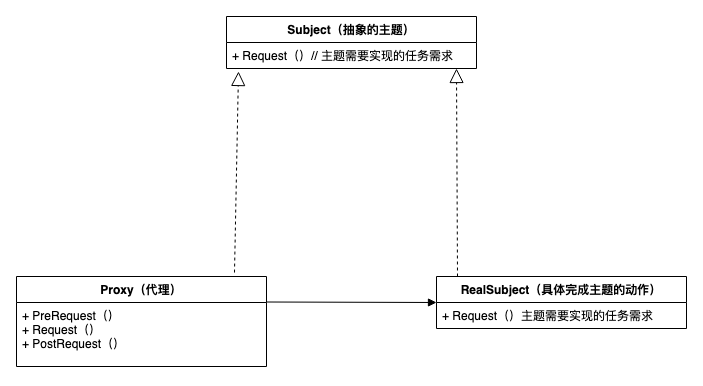 Subject（抽象的主题）
+ Request（）// 主题需要实现的任务需求
Proxy（代理）
+ PreRequest（）
+ Request（）
+ PostRequest（）
RealSubject（具体完成主题的动作）
+ Request（）主题需要实现的任务需求